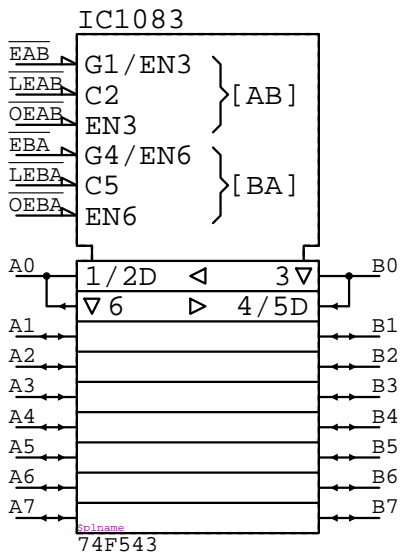 IC1083
EAB G1/EN3
LEAB C2 [AB]
OEAB EN3
EBA G4/EN6
LEBA C5 [BA]
OEBA EN6
A0 1/2D ◁ 3▽ B0
▽6 ▷ 4/5D
A1 B1
A2 B2
A3 B3
A4 B4
A5 B5
A6 B6
A7 B7
$plname
74F543